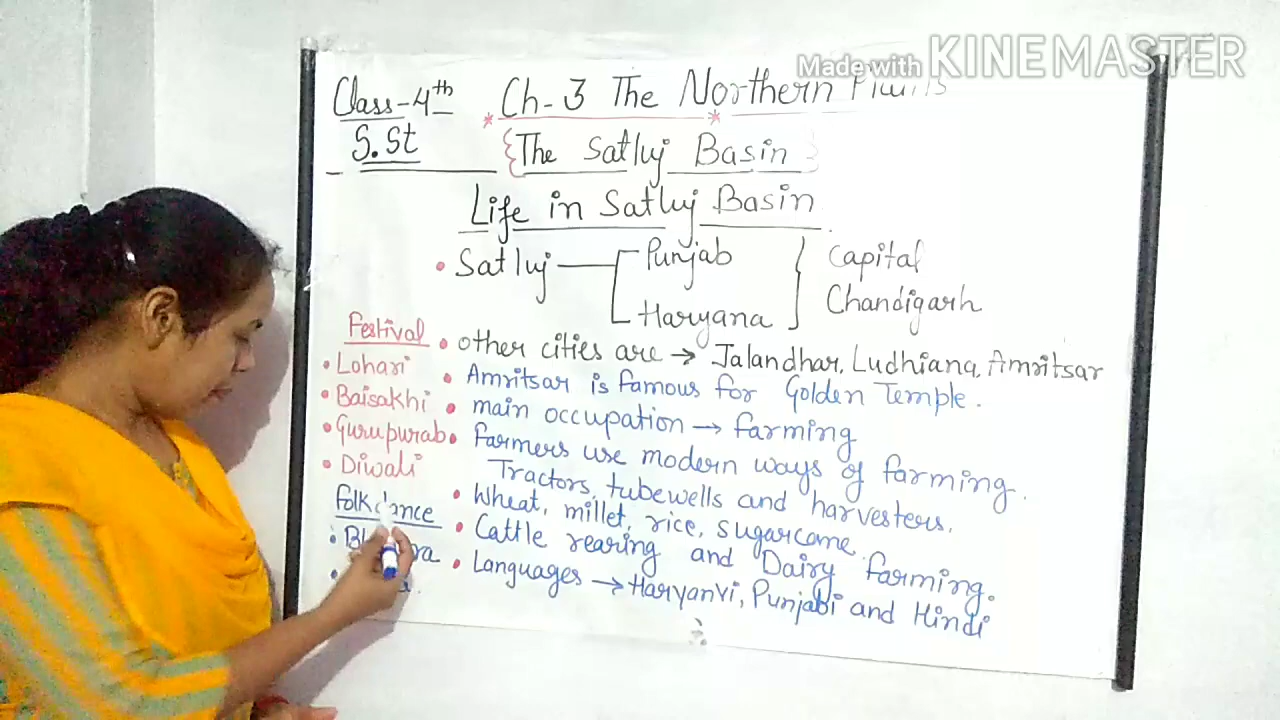 Made with KINEMASTER
Class-4th
S.St
Ch-3 The Northern Plains
{The Satluj Basin}
Life in Satluj Basin
Satluj
Punjab
Haryana
Capital
Chandigarh
other cities are → Jalandhar, Ludhiana, Amritsar
Amritsar is famous for Golden Temple.
main occupation → farming
Farmers use modern ways of farming.
Tractors, tubewells and harvesters.
Wheat, millet, rice, sugarcame
Cattle rearing and Dairy farming.
Languages → Haryanvi, Punjabi and Hindi
Festival
Lohari
Baisakhi
Gurupurab
Diwali
Folk dance